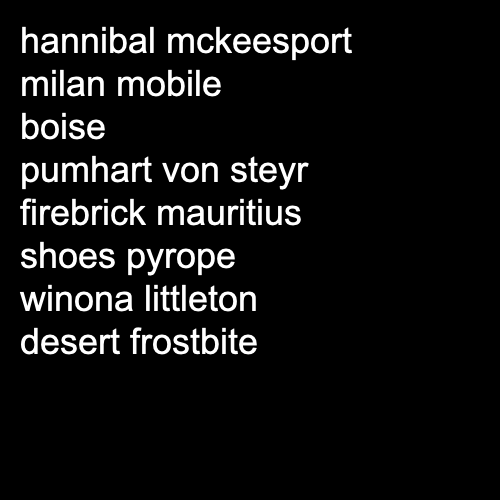 hannibal mckeesport
milan mobile
boise
pumhart von steyr
firebrick mauritius
shoes pyrope
winona littleton
desert frostbite